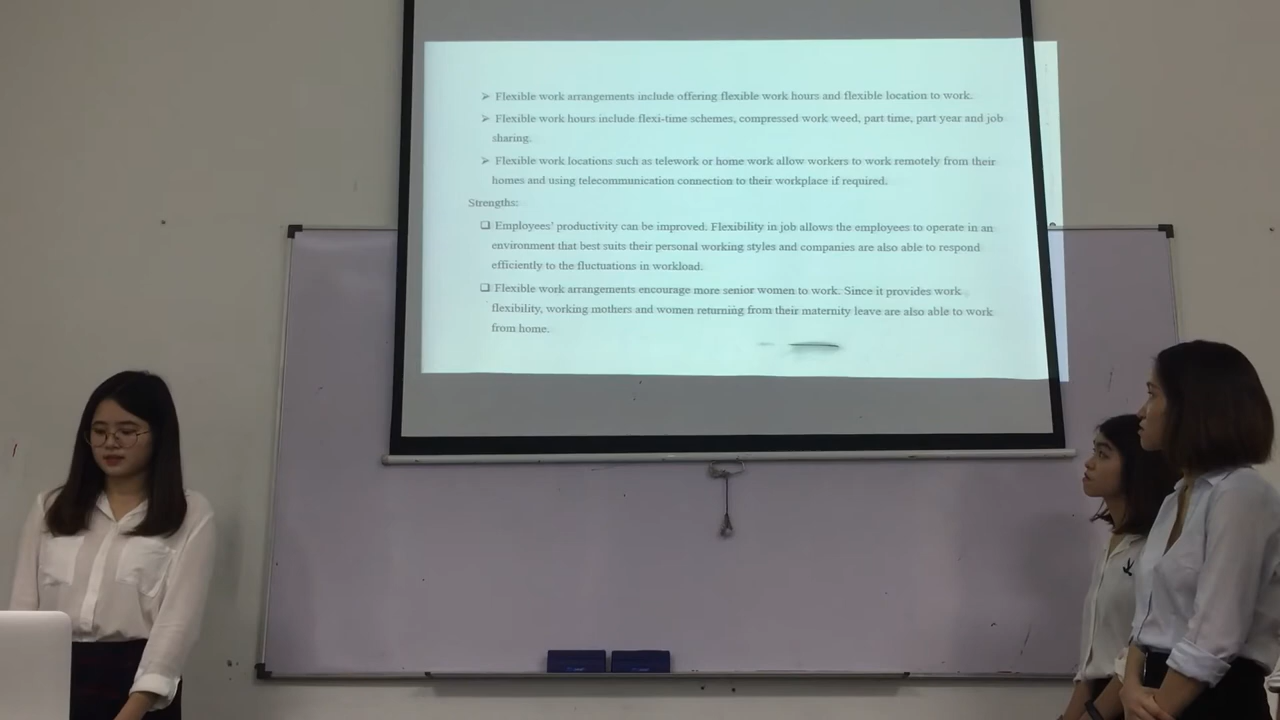 ➢ Flexible work arrangements include offering flexible work hours and flexible location to work.
➢ Flexible work hours include flexi-time schemes, compressed work weed, part time, part year and job
sharing.
➢ Flexible work locations such as telework or home work allow workers to work remotely from their
homes and using telecommunication connection to their workplace if required.
Strengths:
❑ Employees' productivity can be improved. Flexibility in job allows the employees to operate in an
environment that best suits their personal working styles and companies are also able to respond
efficiently to the fluctuations in workload.
❑ Flexible work arrangements encourage more senior women to work. Since it provides work
flexibility, working mothers and women returning from their maternity leave are also able to work
from home.